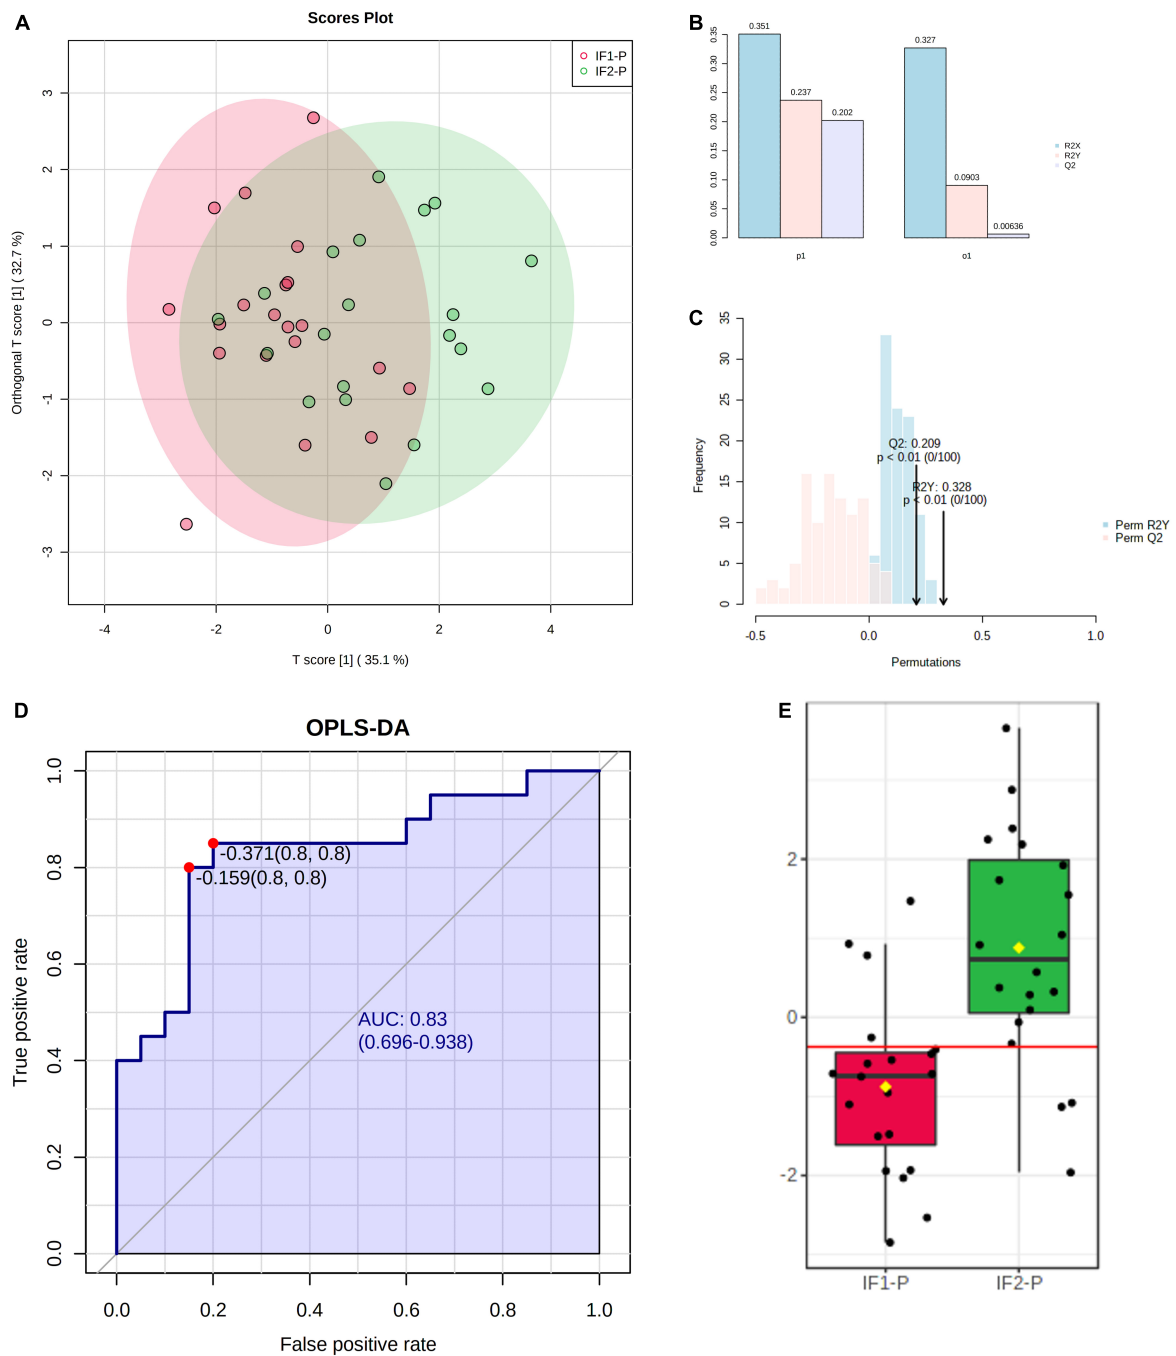 A
Scores Plot
IF1-P
IF2-P
3
2
1
0
-1
-2
-3
Orthogonal T score [1] ( 32.7 %)
-4
-2
0
2
4
T score [1] ( 35.1 %)
B
0.351
0.237
0.202
0.327
0.0903
0.00636
0.35
0.30
0.25
0.20
0.15
0.10
0.05
0.00
p1
o1
R2X
R2Y
Q2
C
35
30
25
20
15
10
5
0
Frequency
Q2: 0.209
p < 0.01 (0/100)
R2Y: 0.328
p < 0.01 (0/100)
Perm R2Y
Perm Q2
-0.5
0.0
0.5
1.0
Permutations
D
OPLS-DA
1.0
0.8
0.6
0.4
0.2
0.0
True positive rate
-0.371(0.8, 0.8)
-0.159(0.8, 0.8)
AUC: 0.83
(0.696-0.938)
0.0
0.2
0.4
0.6
0.8
1.0
False positive rate
E
2
0
-2
IF1-P
IF2-P